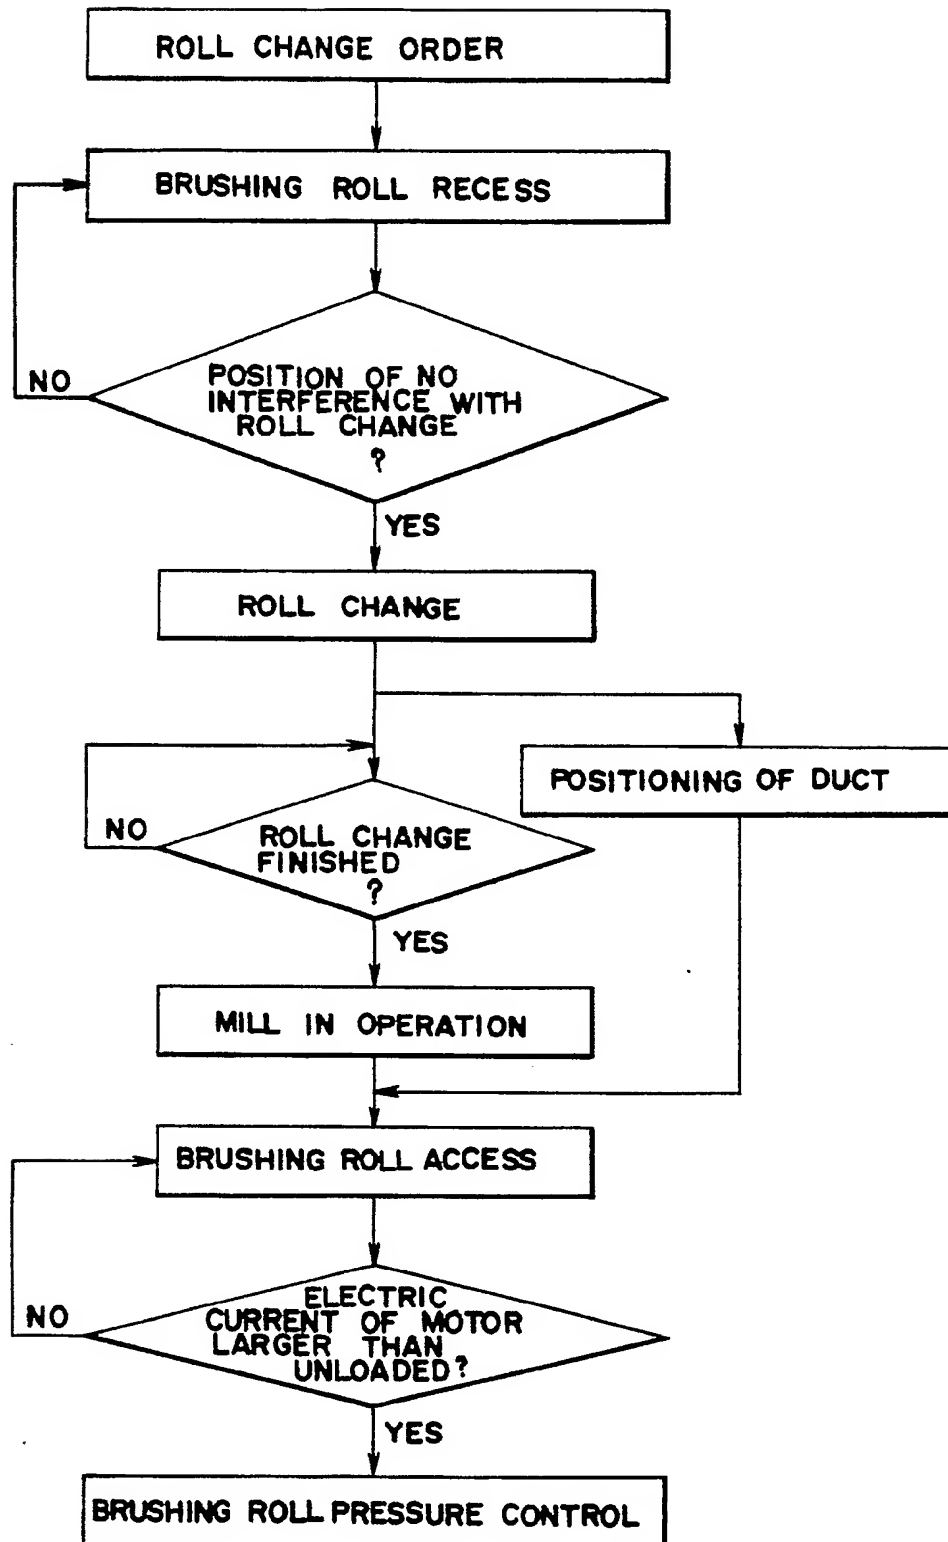 ROLL CHANGE ORDER
BRUSHING ROLL RECESS
NO
POSITION OF NO
INTERFERENCE WITH
ROLL CHANGE
?
YES
ROLL CHANGE
POSITIONING OF DUCT
NO
ROLL CHANGE
FINISHED
?
YES
MILL IN OPERATION
BRUSHING ROLL ACCESS
NO
ELECTRIC
CURRENT OF MOTOR
LARGER THAN
UNLOADED?
YES
BRUSHING ROLL PRESSURE CONTROL